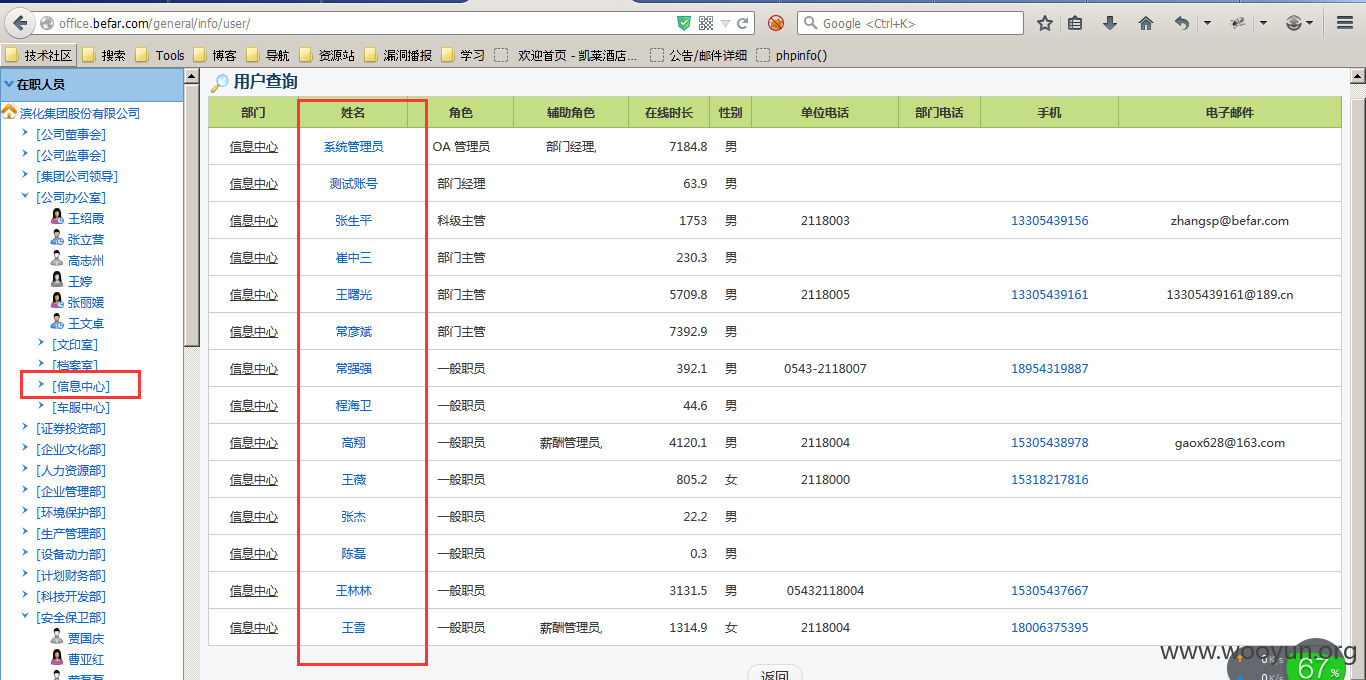 office.befar.com/general/info/user/
Google <Ctrl+K>
技术社区 搜索 Tools 博客 导航 资源站 漏洞播报 学习 欢迎首页 - 凯莱酒店... 公告/邮件详细 phpinfo()
在职人员
滨化集团股份有限公司
[公司董事会]
[公司监事会]
[集团公司领导]
[公司办公室]
王绍霞
张立营
高志州
王婷
张丽媛
王文卓
[文印室]
[档案室]
[信息中心]
[车服中心]
[证券投资部]
[企业文化部]
[人力资源部]
[企业管理部]
[环境保护部]
[生产管理部]
[设备动力部]
[计划财务部]
[科技开发部]
[安全保卫部]
贾国庆
曹亚红
用户查询
部门 姓名 角色 辅助角色 在线时长 性别 单位电话 部门电话 手机 电子邮件
信息中心 系统管理员 OA 管理员 部门经理, 7184.8 男
信息中心 测试账号 部门经理 63.9 男
信息中心 张生平 科级主管 1753 男 2118003 13305439156 zhangsp@befar.com
信息中心 崔中三 部门主管 230.3 男
信息中心 王曙光 部门主管 5709.8 男 2118005 13305439161 13305439161@189.cn
信息中心 常彦斌 部门主管 7392.9 男
信息中心 常强强 一般职员 392.1 男 0543-2118007 18954319887
信息中心 程海卫 一般职员 44.6 男
信息中心 高翔 一般职员 薪酬管理员, 4120.1 男 2118004 15305438978 gaox628@163.com
信息中心 王薇 一般职员 805.2 女 2118000 15318217816
信息中心 张杰 一般职员 22.2 男
信息中心 陈磊 一般职员 0.3 男
信息中心 王林林 一般职员 3131.5 男 05432118004 15305437667
信息中心 王雪 一般职员 薪酬管理员, 1314.9 女 2118004 18006375395
返回
www.wooyun.org
0K/s
0K/s
67%